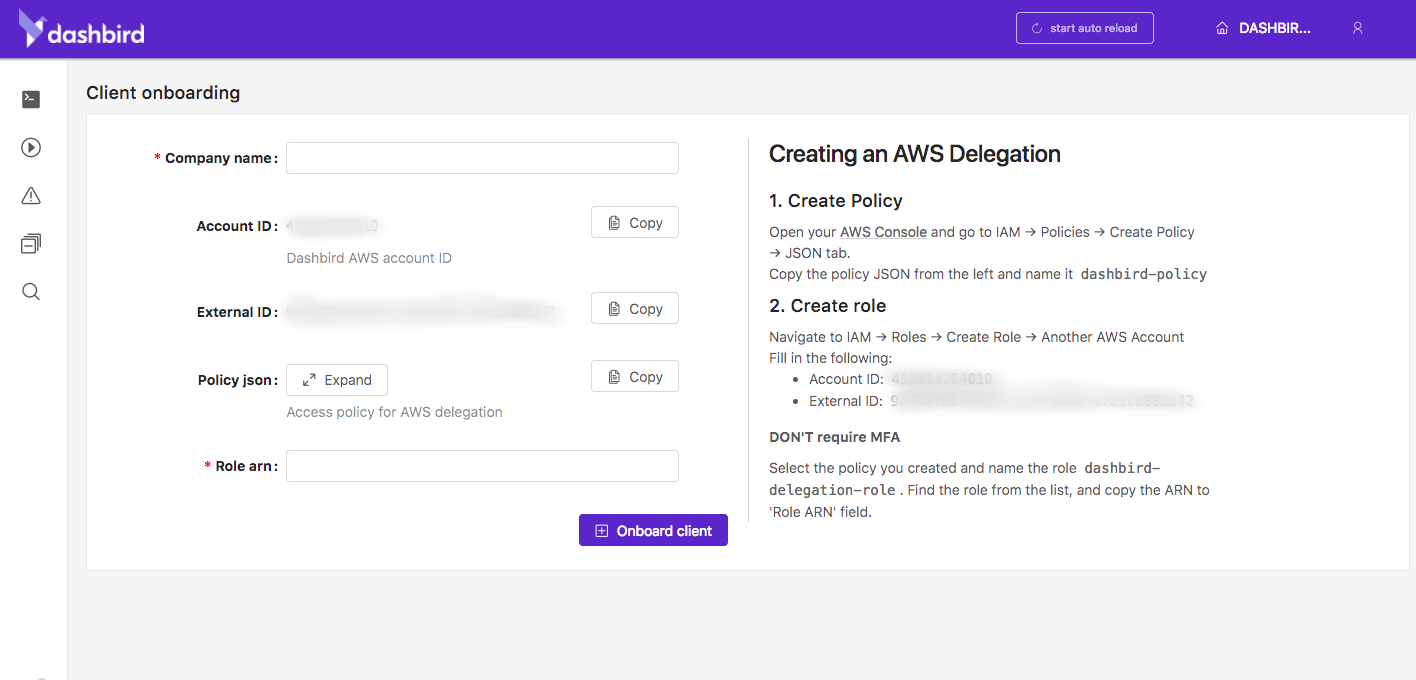 dashbird
start auto reload
DASHBIR...
Client onboarding
* Company name:
Account ID:
Copy
Dashbird AWS account ID
External ID:
Copy
Policy json:
Expand
Copy
Access policy for AWS delegation
* Role arn:
Onboard client
Creating an AWS Delegation
1. Create Policy
Open your AWS Console and go to IAM → Policies → Create Policy
→ JSON tab.
Copy the policy JSON from the left and name it dashbird-policy
2. Create role
Navigate to IAM → Roles → Create Role → Another AWS Account
Fill in the following:
• Account ID:
• External ID:
DON'T require MFA
Select the policy you created and name the role dashbird-
delegation-role . Find the role from the list, and copy the ARN to
'Role ARN' field.